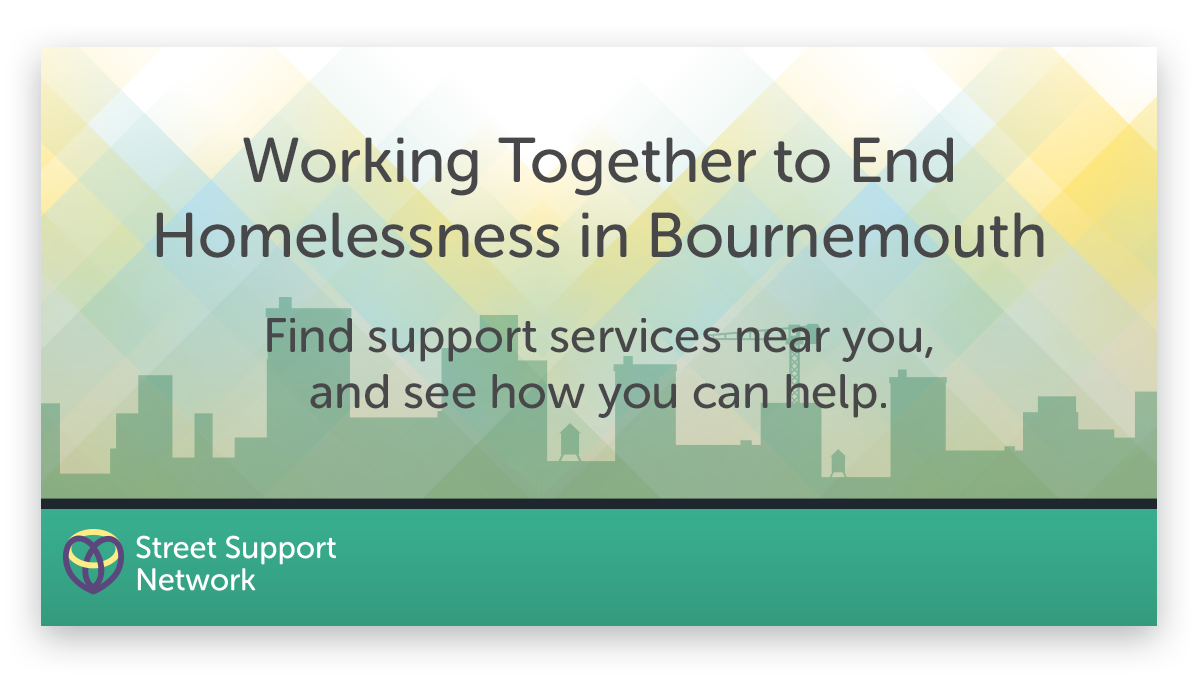 Working Together to End
Homelessness in Bournemouth
Find support services near you,
and see how you can help.
Street Support
Network